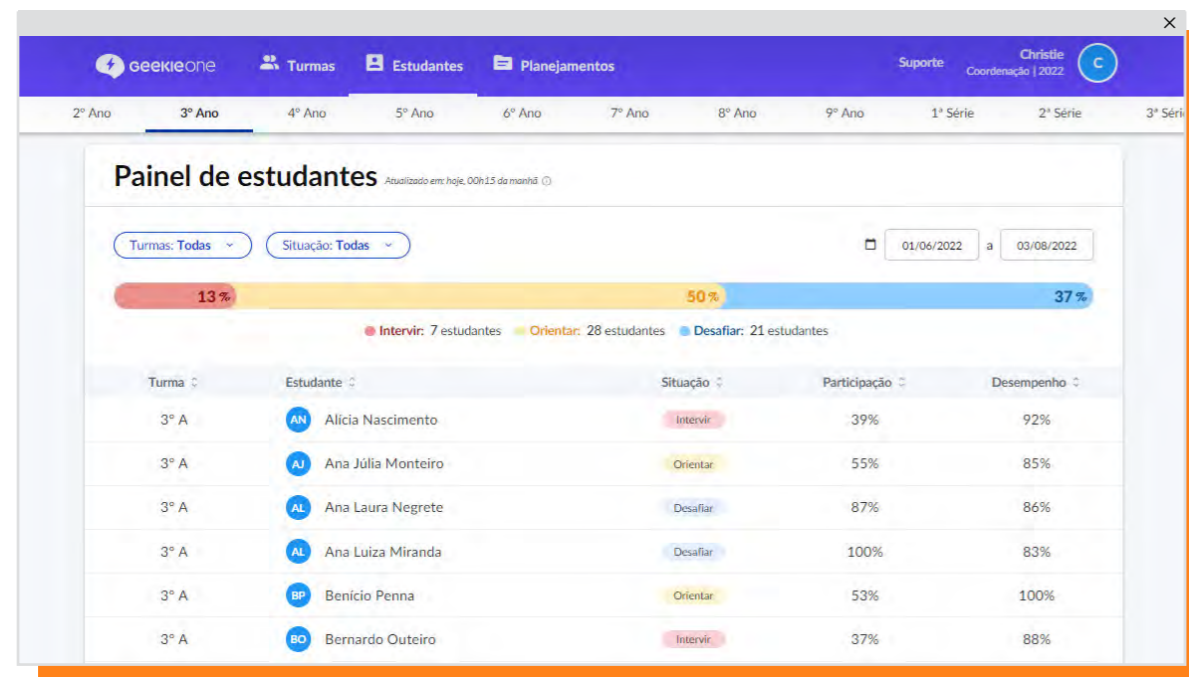 ×
Geekieone Turmas Estudantes Planejamentos Suporte Christie C
Coordenação | 2022
2º Ano 3º Ano 4º Ano 5º Ano 6º Ano 7º Ano 8º Ano 9º Ano 1ª Série 2ª Série 3ª Séri
Painel de estudantes Atualizado em: hoje, 00h15 da manhã
Turmas: Todas Situação: Todas 01/06/2022 a 03/08/2022
13% 50% 37%
Intervir: 7 estudantes Orientar: 28 estudantes Desafiar: 21 estudantes
Turma Estudante Situação Participação Desempenho
3º A AN Alícia Nascimento Intervir 39% 92%
3º A AJ Ana Júlia Monteiro Orientar 55% 85%
3º A AL Ana Laura Negrete Desafiar 87% 86%
3º A AL Ana Luiza Miranda Desafiar 100% 83%
3º A BP Benício Penna Orientar 53% 100%
3º A BO Bernardo Outeiro Intervir 37% 88%